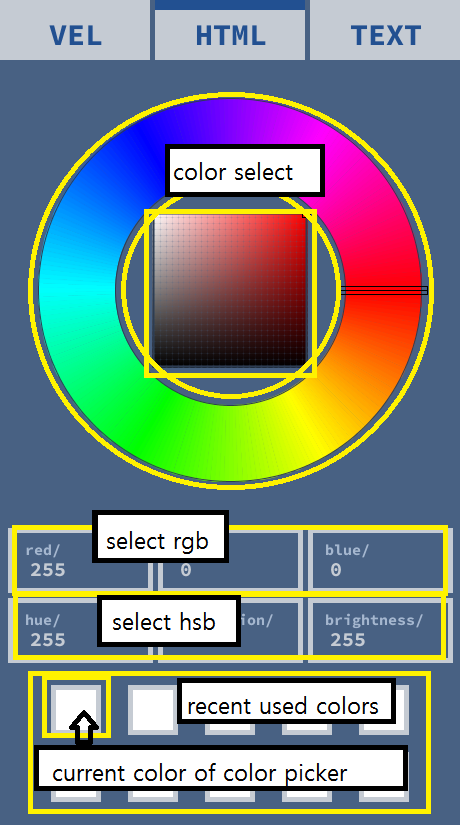 VEL HTML TEXT
color select
select rgb
red/ blue/
255 0 0
select hsb
hue/ ion/ brightness/
255 255
recent used colors
current color of color picker